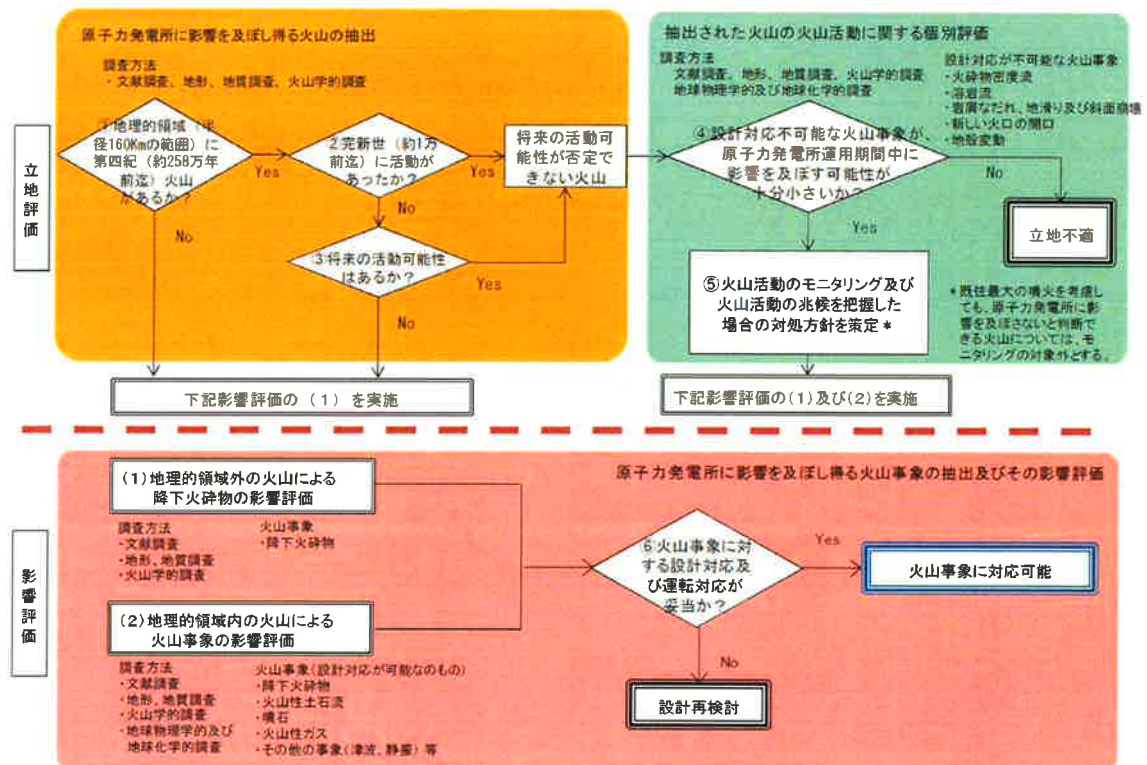 原子力発電所に影響を及ぼし得る火山の抽出
調査方法
・文献調査、地形、地質調査、火山学的調査
立地評価
①地理的領域(半
径160Kmの範囲)に
第四紀(約258万年
前迄)火山
があるか?
Yes
No
②完新世(約1万
前迄)に活動が
あったか?
Yes
No
③将来の活動可能性
はあるか?
Yes
No
将来の活動可
能性が否定で
きない火山
抽出された火山の火山活動に関する個別評価
調査方法
文献調査、地形、地質調査、火山学的調査
地球物理学的及び地球化学的調査
設計対応が不可能な火山事象
・火砕物密度流
・溶岩流
・岩屑なだれ、地滑り及び斜面崩壊
・新しい火口の開口
・地殻変動
④設計対応不可能な火山事象が、
原子力発電所運用期間中に
影響を及ぼす可能性が
十分小さいか?
No
Yes
立地不適
⑤火山活動のモニタリング及び
火山活動の兆候を把握した
場合の対処方針を策定*
*既往最大の噴火を考慮し
ても、原子力発電所に影
響を及ぼさないと判断で
きる火山については、モ
ニタリングの対象外とする。
下記影響評価の(1)を実施
下記影響評価の(1)及び(2)を実施
影響評価
(1)地理的領域外の火山による
降下火砕物の影響評価
調査方法
・文献調査
・地形、地質調査
・火山学的調査
火山事象
・降下火砕物
(2)地理的領域内の火山による
火山事象の影響評価
調査方法
・文献調査
・地形、地質調査
・火山学的調査
・地球物理学的及び
地球化学的調査
火山事象(設計対応が可能なのもの)
・降下火砕物
・火山性土石流
・噴石
・火山性ガス
・その他の事象(津波、静振)等
原子力発電所に影響を及ぼし得る火山事象の抽出及びその影響評価
⑥火山事象に対
する設計対応及
び運転対応が
妥当か?
Yes
No
火山事象に対応可能
設計再検討